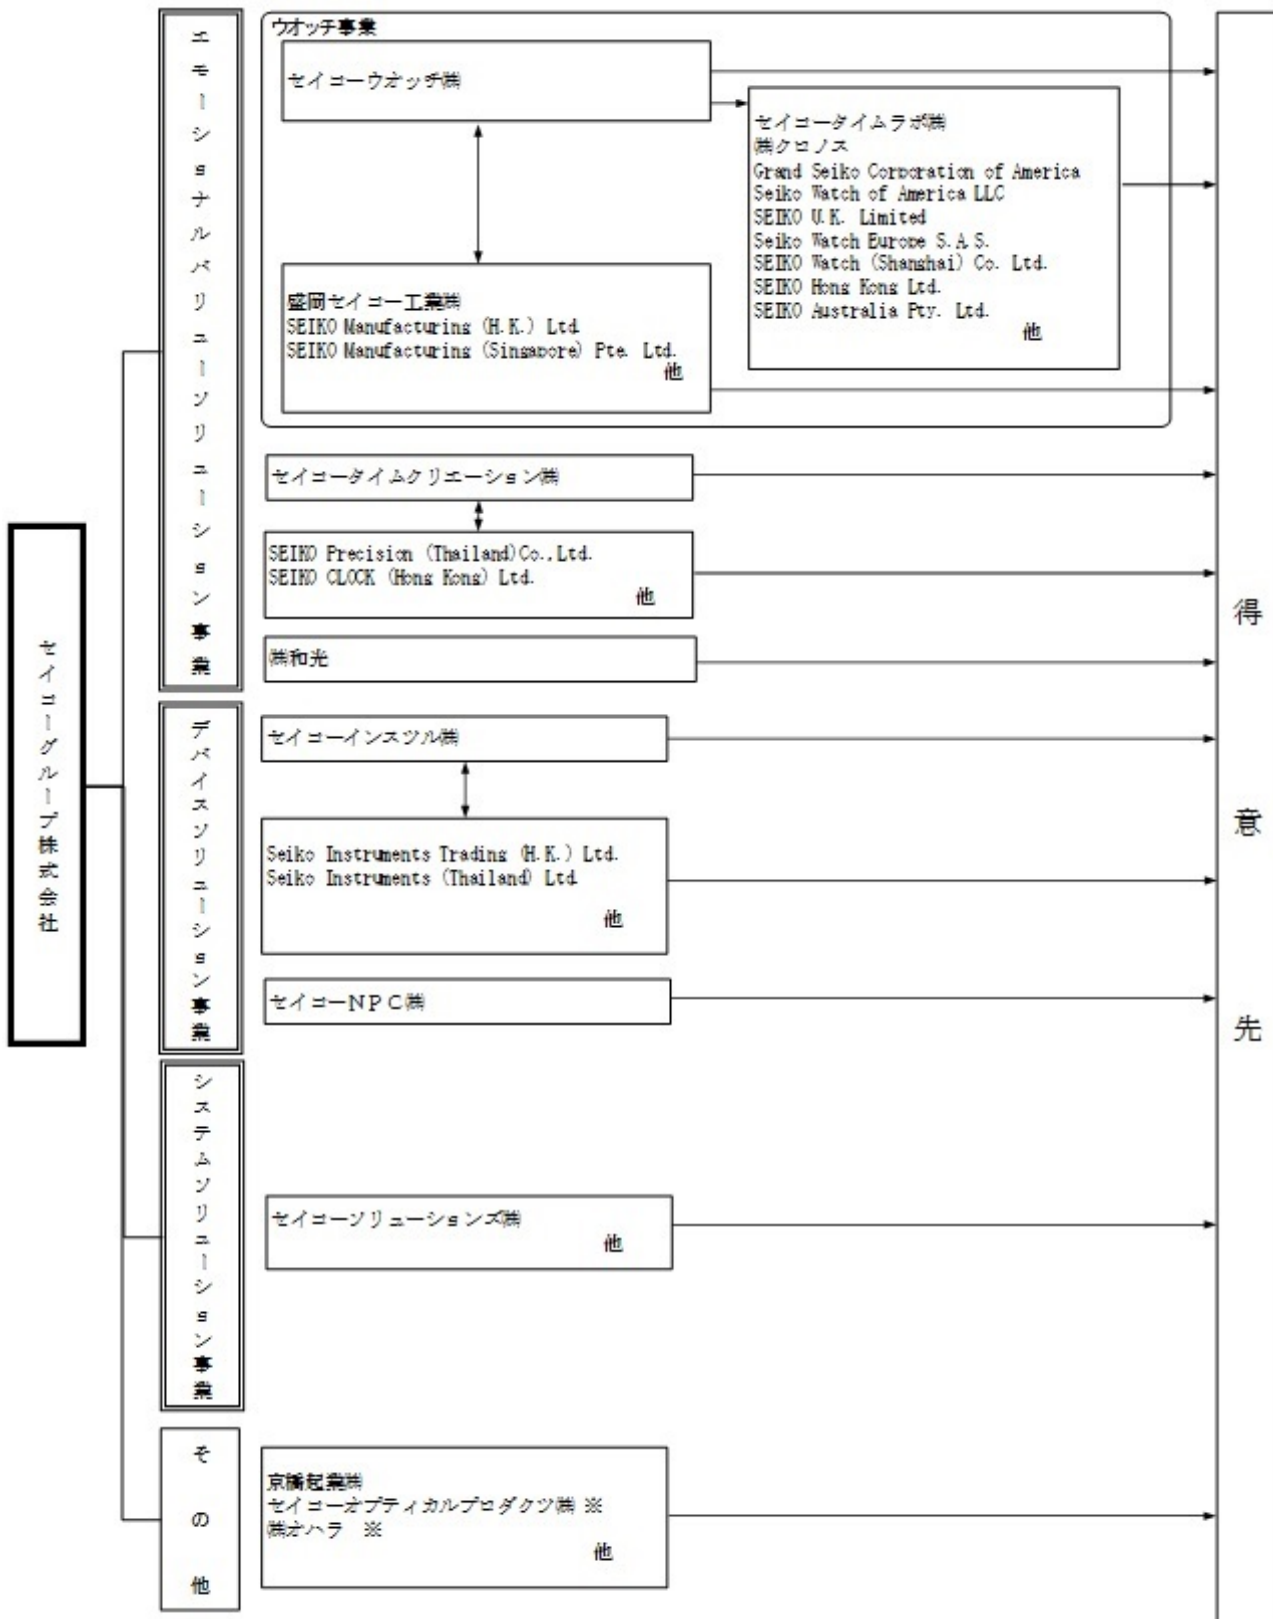 セイコーグループ株式会社
エモーショナルバリューソリューション事業
ウオッチ事業
セイコーウオッチ㈱
セイコータイムラボ㈱
㈱クロノス
Grand Seiko Corporation of America
Seiko Watch of America LLC
SEIKO U.K. Limited
Seiko Watch Europe S.A.S.
SEIKO Watch (Shanghai) Co. Ltd.
SEIKO Hong Kong Ltd.
SEIKO Australia Pty. Ltd.
他
盛岡セイコー工業㈱
SEIKO Manufacturing (H.K.) Ltd.
SEIKO Manufacturing (Singapore) Pte. Ltd.
他
セイコータイムクリエーション㈱
SEIKO Precision (Thailand)Co.,Ltd.
SEIKO CLOCK (Hong Kong) Ltd.
他
㈱和光
デバイスソリューション事業
セイコーインスツル㈱
Seiko Instruments Trading (H.K.) Ltd.
Seiko Instruments (Thailand) Ltd.
他
セイコーＮＰＣ㈱
システムソリューション事業
セイコーソリューションズ㈱
他
その他
京橋起業㈱
セイコーオプティカルプロダクツ㈱ ※
㈱オハラ　※
他
得意先